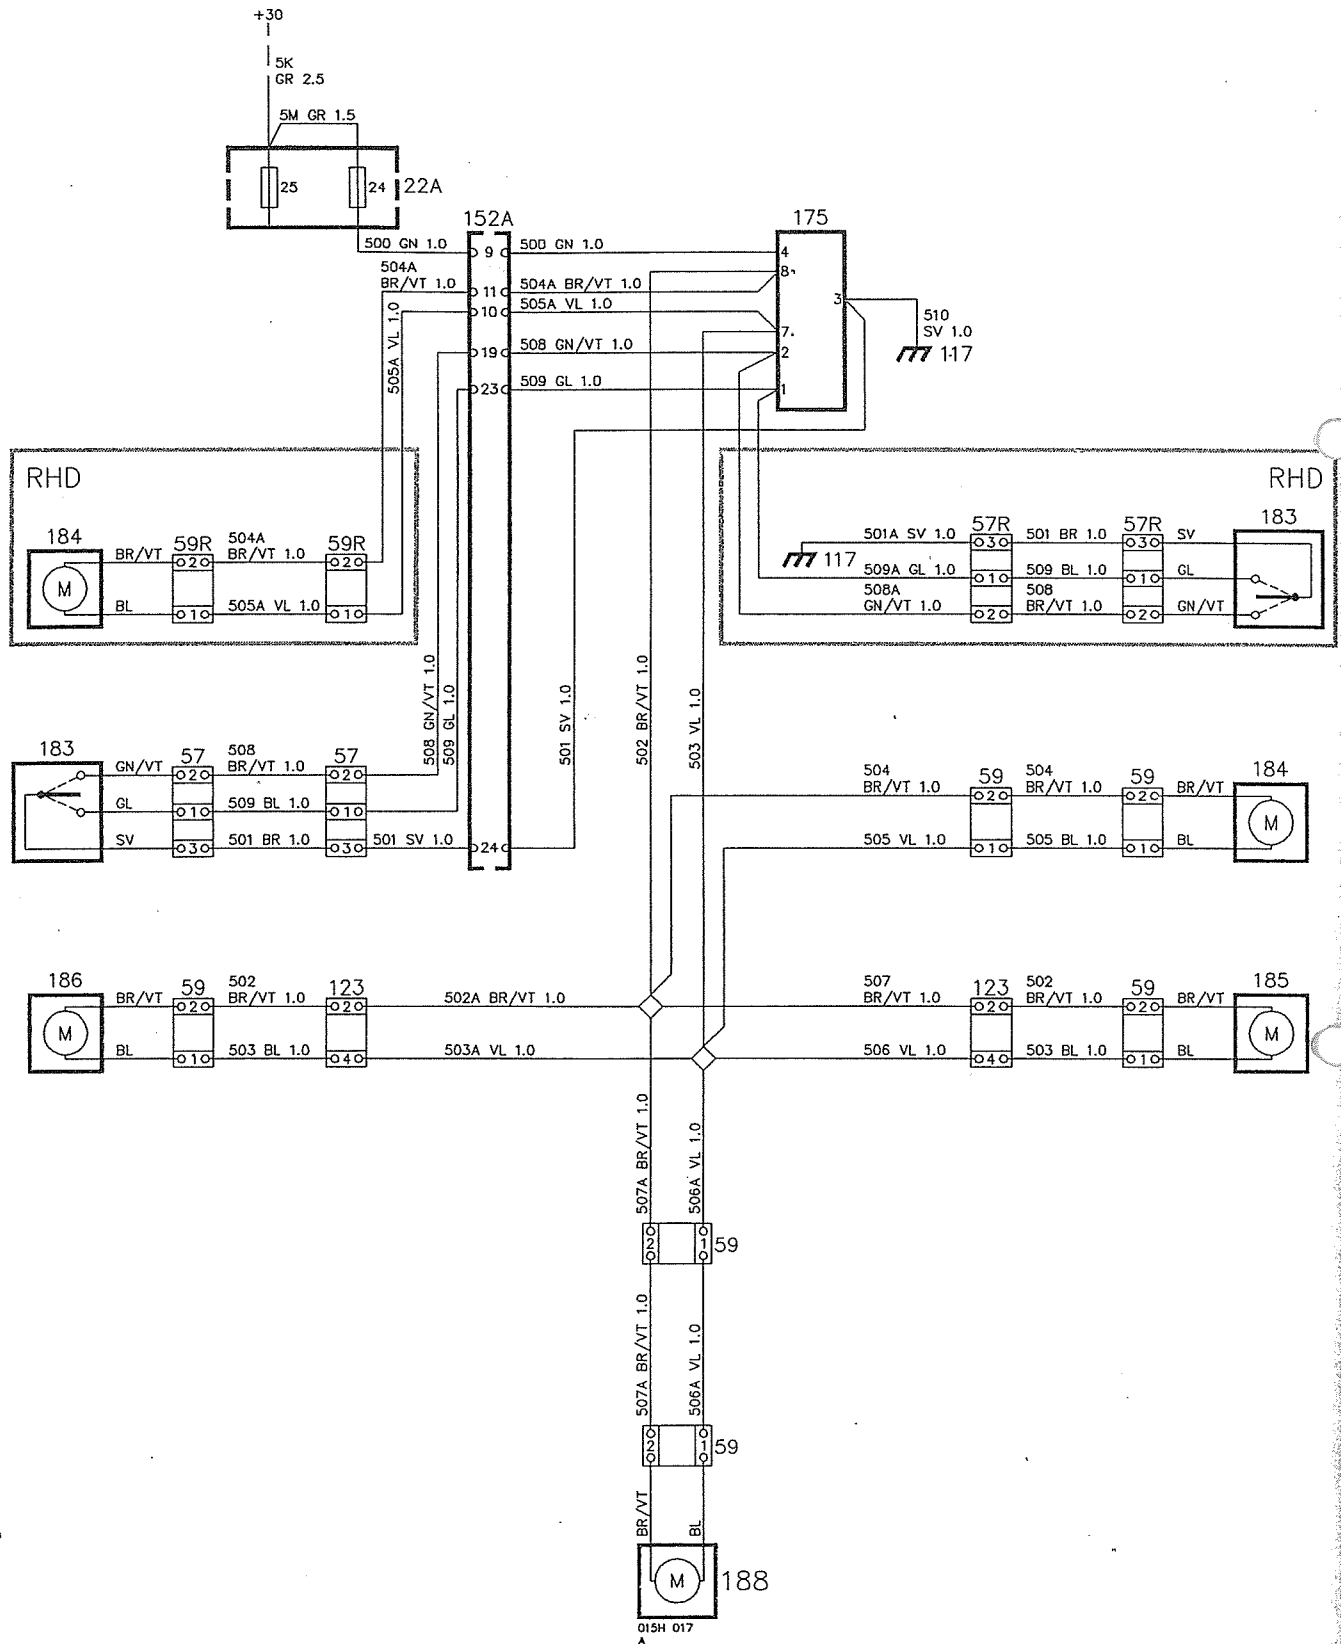 +30
5K
GR 2.5
5M GR 1.5
25
24
22A
152A
175
500 GN 1.0
9
500 GN 1.0
4
504A
BR/VT 1.0
8
11
504A BR/VT 1.0
10
505A VL 1.0
3
505A VL 1.0
510
SV 1.0
7
117
19
508 GN/VT 1.0
2
23
509 GL 1.0
1
RHD
RHD
184
59R
504A
BR/VT 1.0
59R
BR/VT
2
2
M
BL
1
505A VL 1.0
1
57R
57R
183
501A SV 1.0
3
501 BR 1.0
3
SV
117
509A GL 1.0
1
509 BL 1.0
1
GL
508A
GN/VT 1.0
2
508
BR/VT 1.0
2
GN/VT
508 GN/VT 1.0
509 GL 1.0
501 SV 1.0
502 BR/VT 1.0
503 VL 1.0
183
57
508
BR/VT 1.0
57
GN/VT
2
2
GL
1
509 BL 1.0
1
SV
3
501 BR 1.0
3
501 SV 1.0
24
504
BR/VT 1.0
59
504
BR/VT 1.0
59
184
2
2
BR/VT
M
505 VL 1.0
1
505 BL 1.0
1
BL
186
59
502
BR/VT 1.0
123
BR/VT
2
2
502A BR/VT 1.0
M
BL
1
503 BL 1.0
4
503A VL 1.0
507
BR/VT 1.0
123
502
BR/VT 1.0
59
185
2
2
BR/VT
M
506 VL 1.0
4
503 BL 1.0
1
BL
507A BR/VT 1.0
506A VL 1.0
2
1
59
507A BR/VT 1.0
506A VL 1.0
2
1
59
BR/VT
BL
M
188
015H 017
A